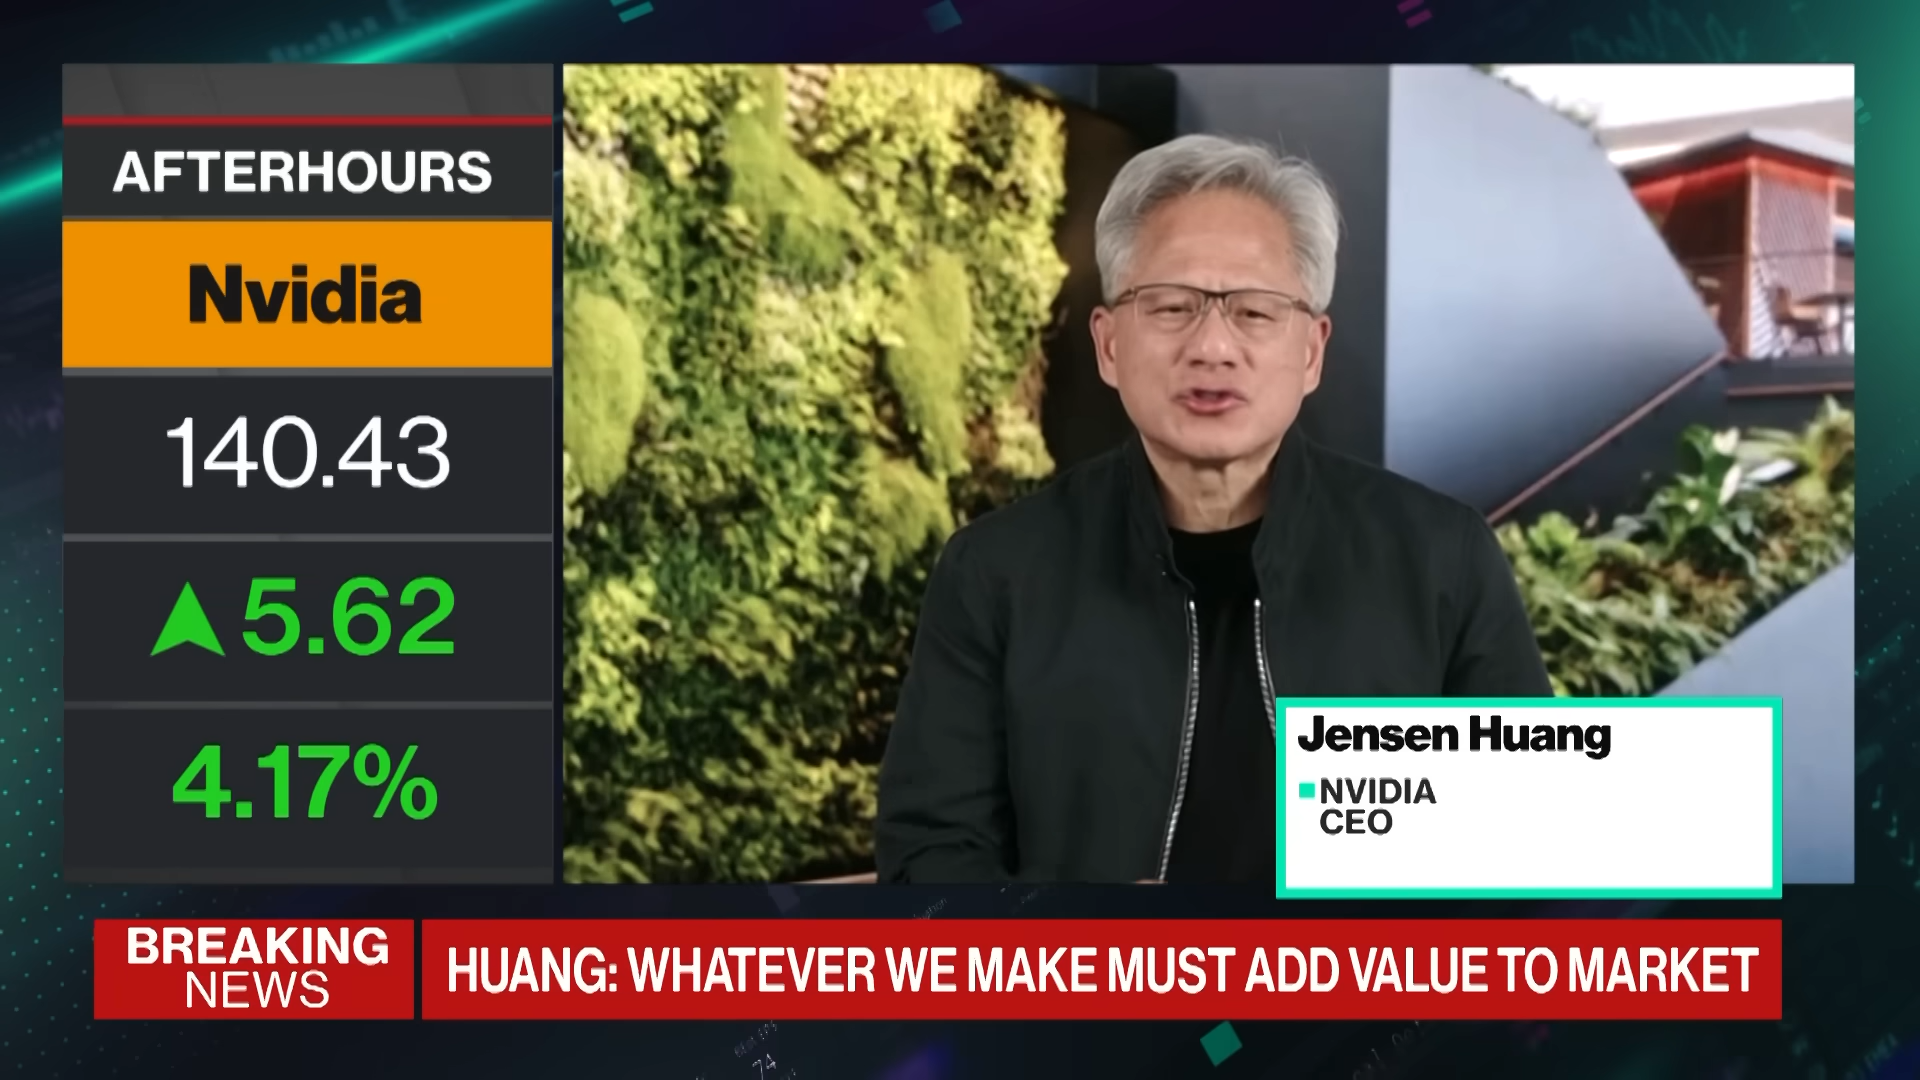 AFTERHOURS
Nvidia
140.43
▲5.62
4.17%
Jensen Huang
NVIDIA
CEO
BREAKING
NEWS
HUANG: WHATEVER WE MAKE MUST ADD VALUE TO MARKET
74